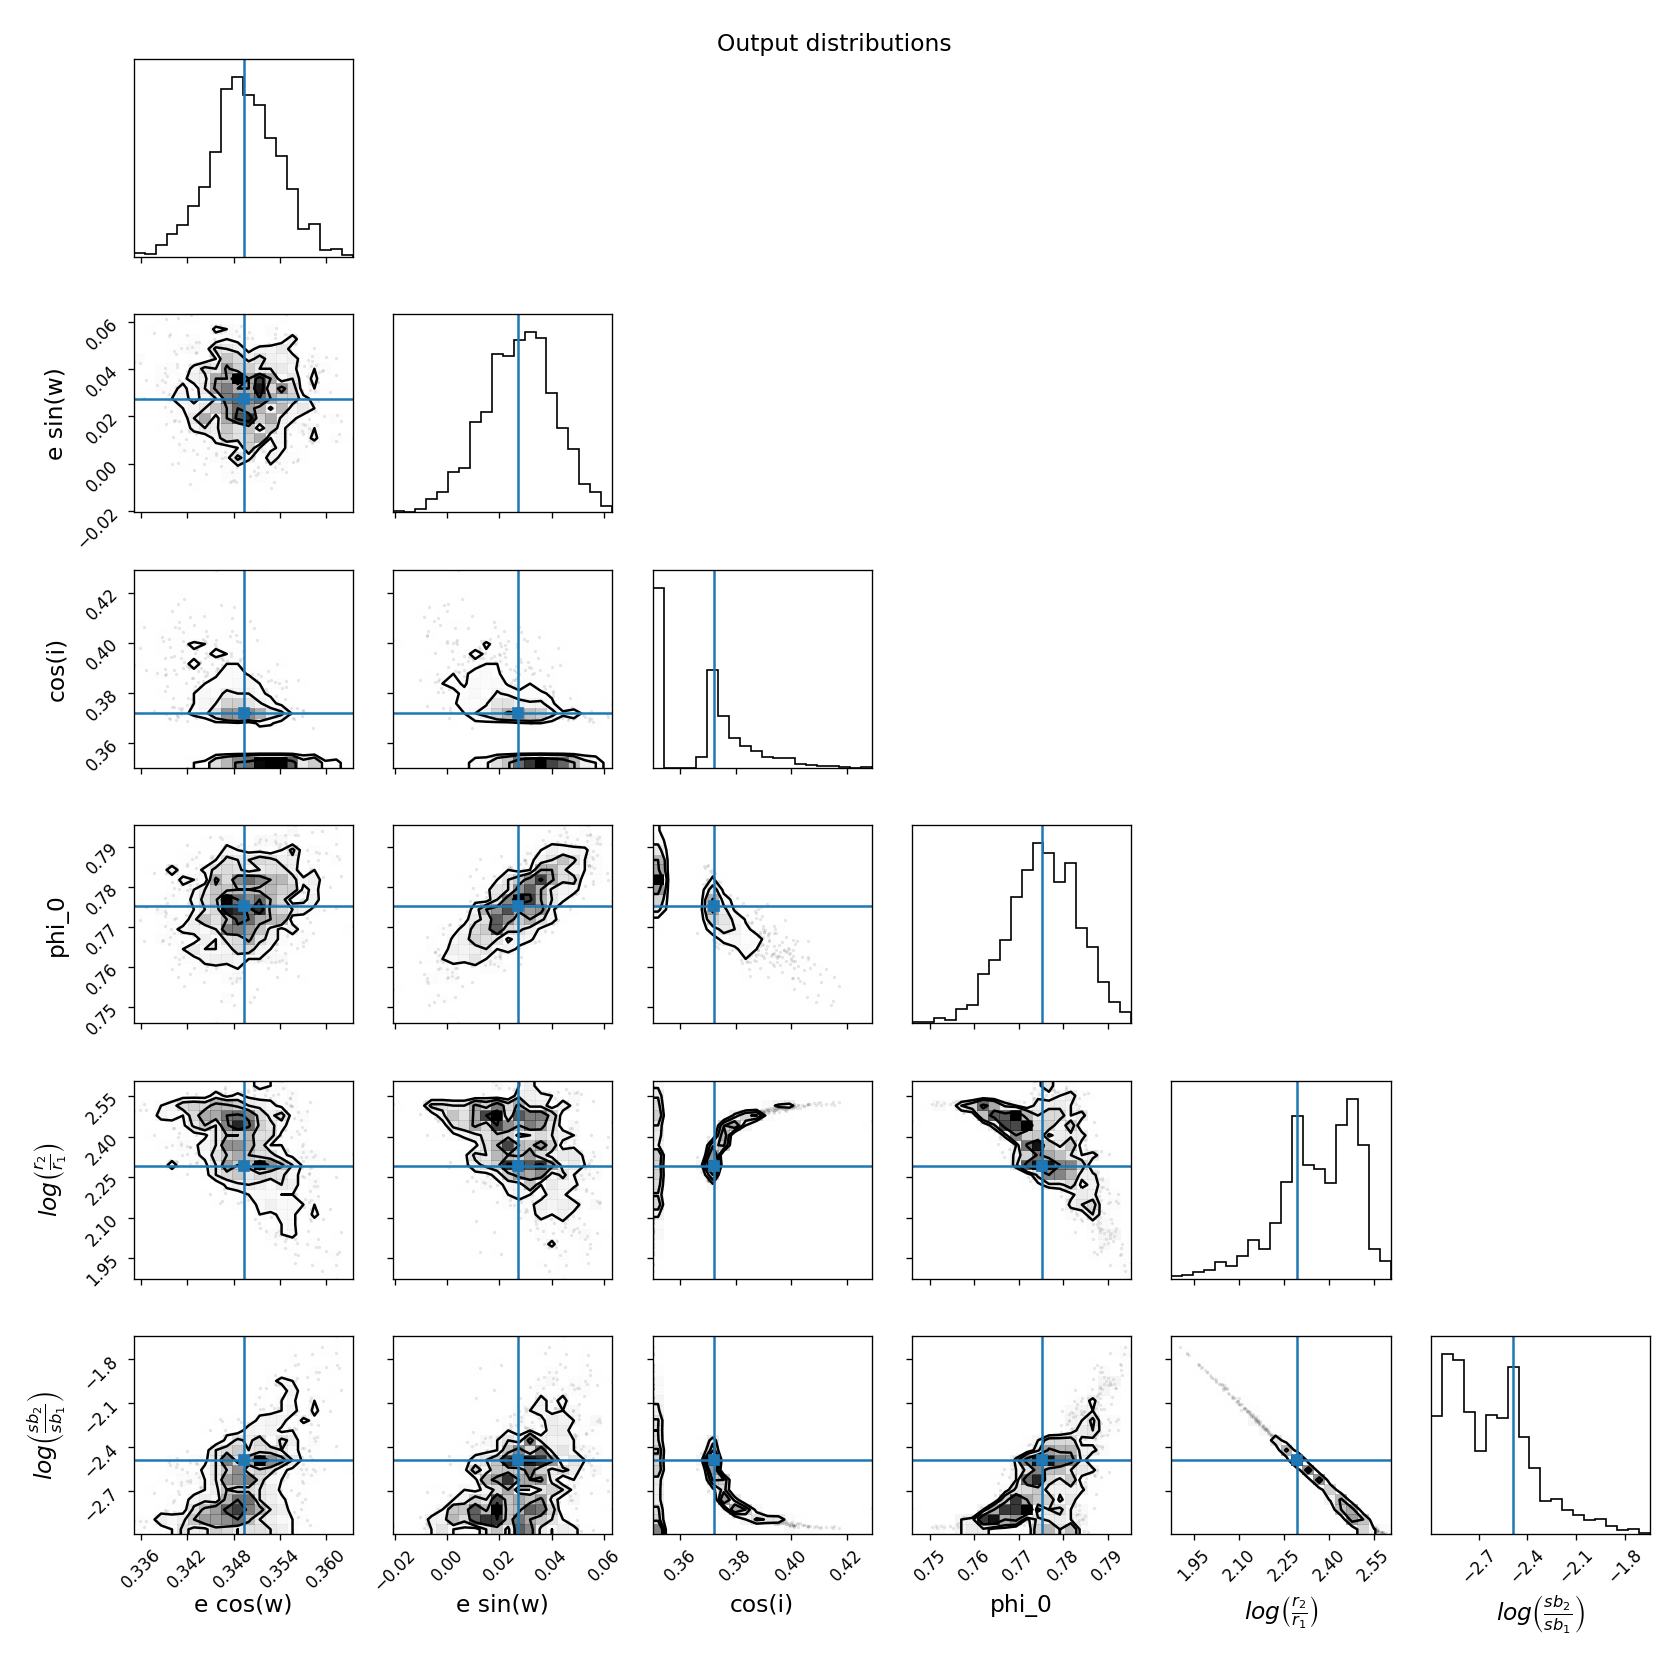 Output distributions
e sin(w)
0.06
0.04
0.02
0.00
−0.02
cos(i)
0.42
0.40
0.38
0.36
phi_0
0.79
0.78
0.77
0.76
0.75
log(r₂/r₁)
2.55
2.40
2.25
2.10
1.95
log(sb₂/sb₁)
−1.8
−2.1
−2.4
−2.7
0.336 0.342 0.348 0.354 0.360
−0.02 0.00 0.02 0.04 0.06
0.36 0.38 0.40 0.42
0.75 0.76 0.77 0.78 0.79
1.95 2.10 2.25 2.40 2.55
−2.7 −2.4 −2.1 −1.8
e cos(w)
e sin(w)
cos(i)
phi_0
log(r₂/r₁)
log(sb₂/sb₁)